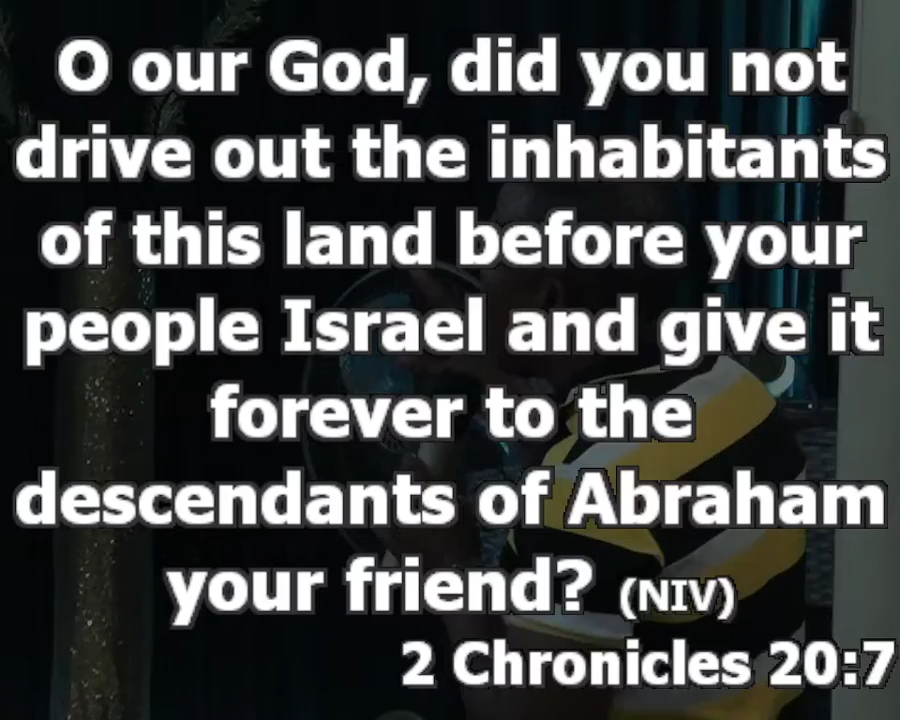 O our God, did you not
drive out the inhabitants
of this land before your
people Israel and give it
forever to the
descendants of Abraham
your friend? (NIV)
2 Chronicles 20:7